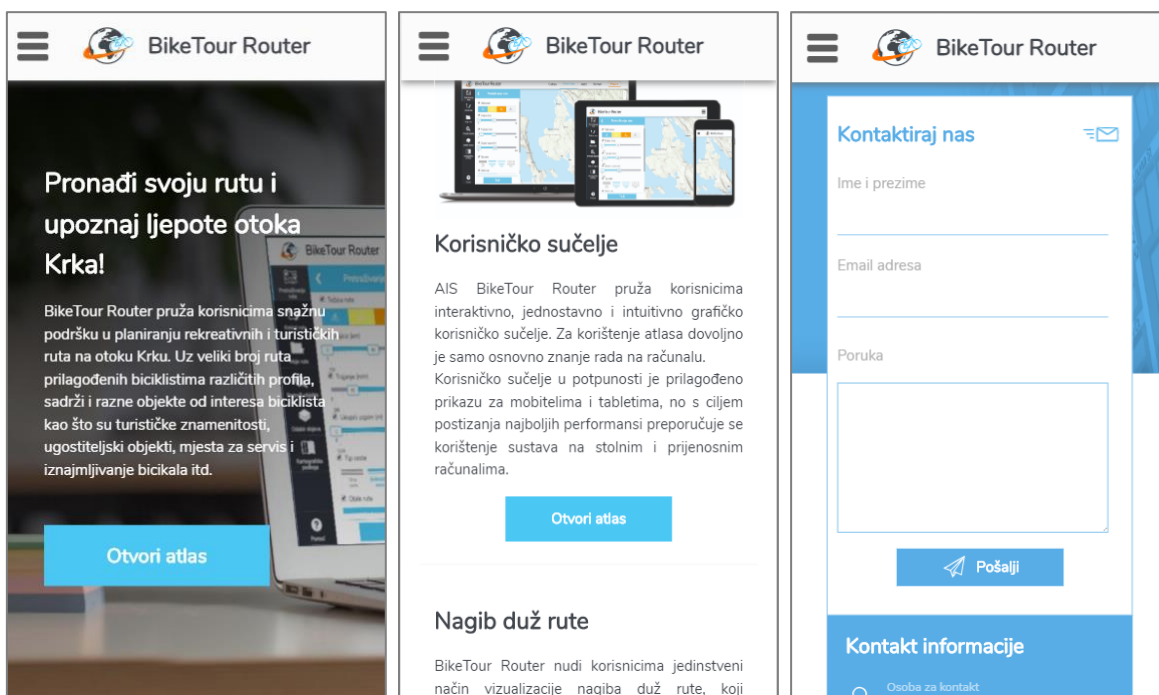 BikeTour Router
Pronađi svoju rutu i
upoznaj ljepote otoka
Krka!
BikeTour Router pruža korisnicima snažnu
podršku u planiranju rekreativnih i turističkih
ruta na otoku Krku. Uz veliki broj ruta
prilagođenih biciklistima različitih profila,
sadrži i razne objekte od interesa biciklista
kao što su turističke znamenitosti,
ugostiteljski objekti, mjesta za servis i
iznajmljivanje bicikala itd.
Otvori atlas
BikeTour Router
BikeTour Router
Korisničko sučelje
AIS BikeTour Router pruža korisnicima
interaktivno, jednostavno i intuitivno grafičko
korisničko sučelje. Za korištenje atlasa dovoljno
je samo osnovno znanje rada na računalu.
Korisničko sučelje u potpunosti je prilagođeno
prikazu za mobitelima i tabletima, no s ciljem
postizanja najboljih performansi preporučuje se
korištenje sustava na stolnim i prijenosnim
računalima.
Otvori atlas
Nagib duž rute
BikeTour Router nudi korisnicima jedinstveni
način vizualizacije nagiba duž rute, koji
BikeTour Router
Kontaktiraj nas
Ime i prezime
Email adresa
Poruka
Pošalji
Kontakt informacije
Osoba za kontakt